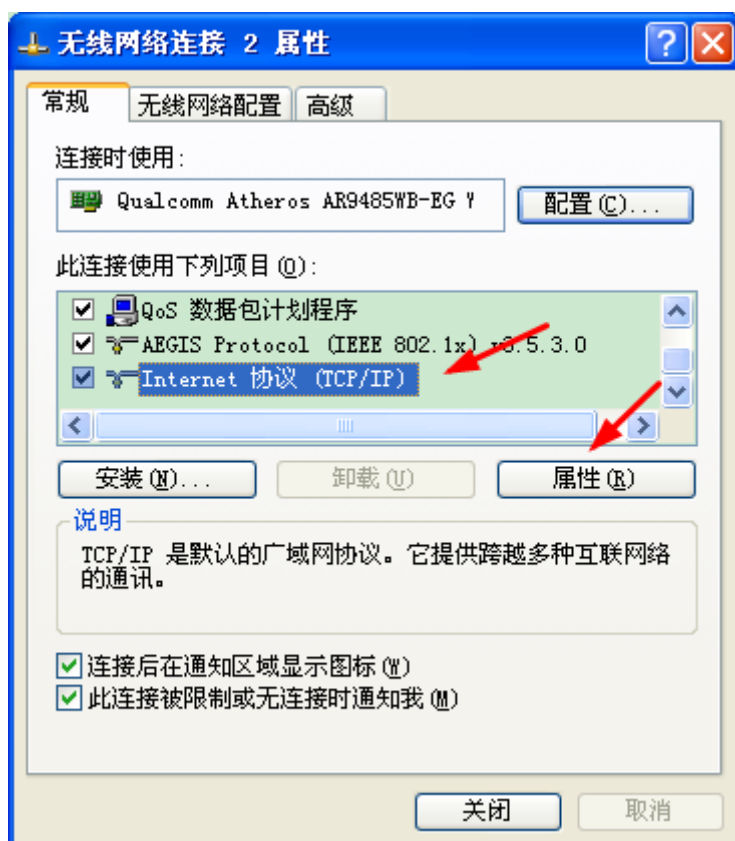 无线网络连接 2 属性
常规 无线网络配置 高级
连接时使用:
Qualcomm Atheros AR9485WB-EG 配置(C)...
此连接使用下列项目(O):
QoS 数据包计划程序
AEGIS Protocol (IEEE 802.1x) v3.5.3.0
Internet 协议 (TCP/IP)
安装(N)... 卸载(U) 属性(R)
说明
TCP/IP 是默认的广域网协议。它提供跨越多种互联网络
的通讯。
连接后在通知区域显示图标(W)
此连接被限制或无连接时通知我(M)
关闭 取消